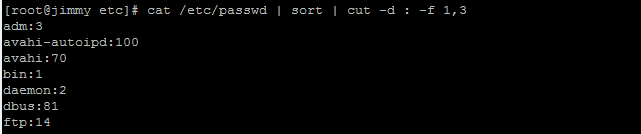 [root@jimmy etc]# cat /etc/passwd | sort | cut -d : -f 1,3
adm:3
avahi-autoipd:100
avahi:70
bin:1
daemon:2
dbus:81
ftp:14